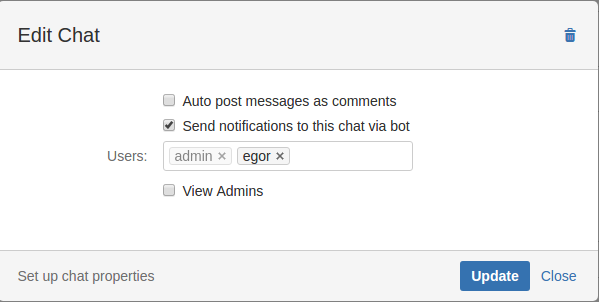 Edit Chat
Auto post messages as comments
Send notifications to this chat via bot
Users: admin × egor ×
View Admins
Set up chat properties Update Close